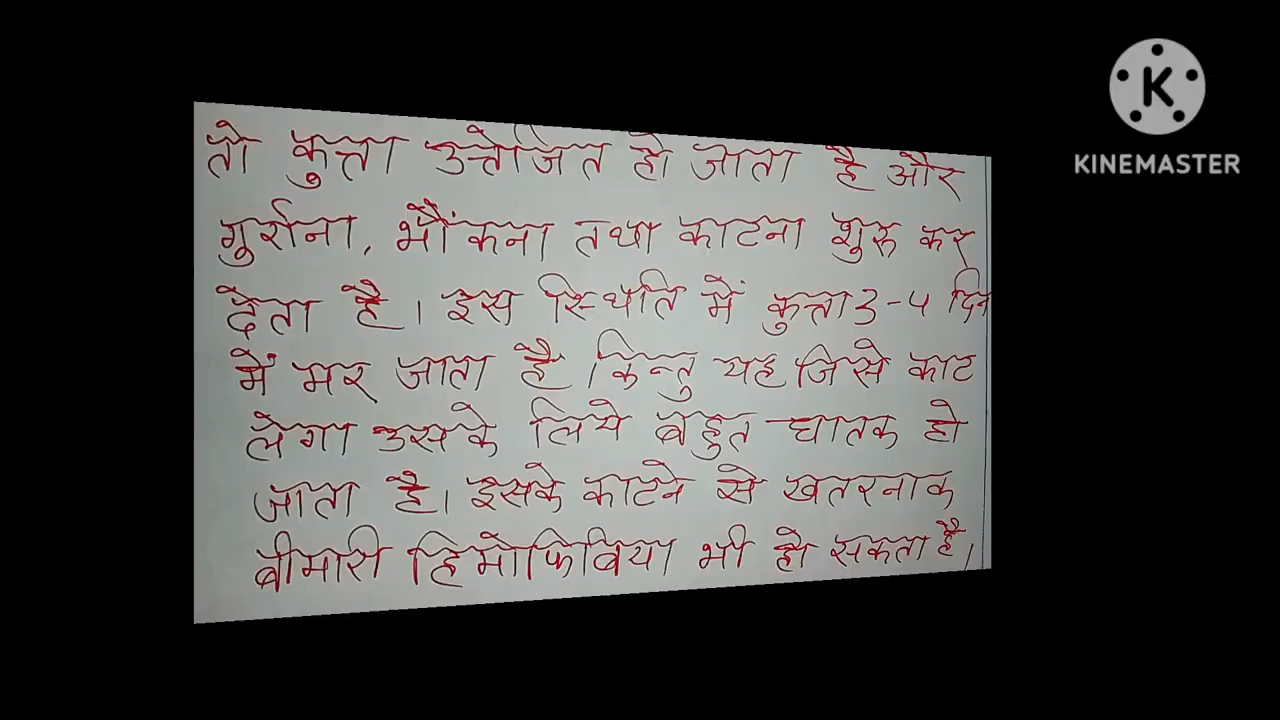 तो कुत्ता उत्तेजित हो जाता है और
गुर्राना, भौंकना तथा काटना शुरु कर
देता है। इस स्थिति में कुत्ता 3-4 दिन
में मर जाता है किन्तु यह जिसे काट
लेगा उसके लिये बहुत घातक हो
जाता है। इसके काटने से खतरनाक
बीमारी हिमोफिबिया भी हो सकता है।
KINEMASTER